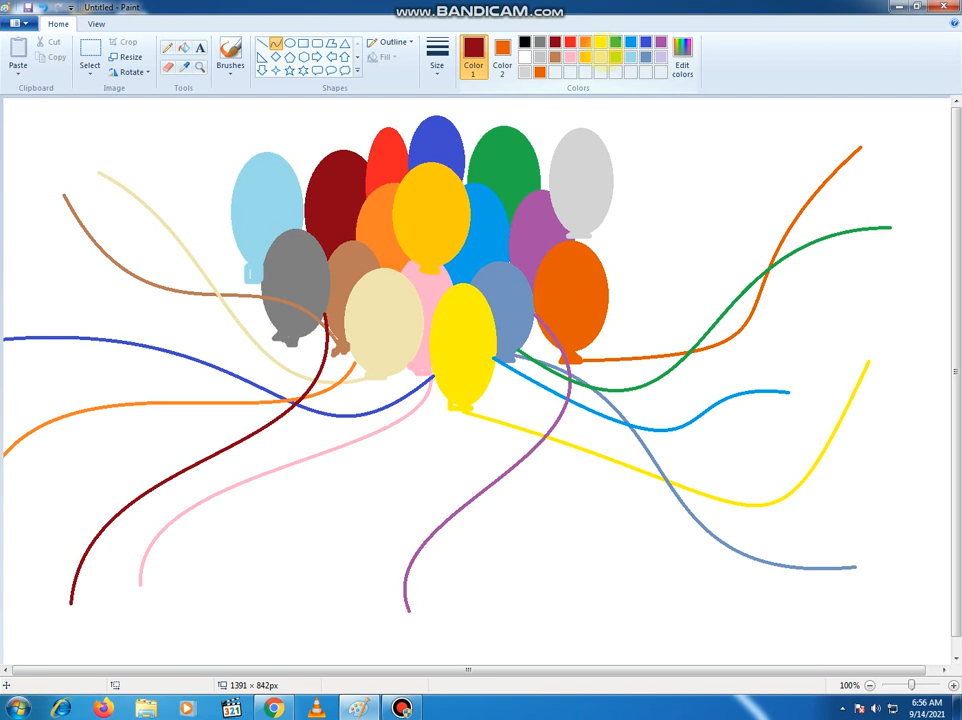 Untitled - Paint
www.BANDICAM.com
Home
View
Paste
Cut
Copy
Clipboard
Select
Crop
Resize
Rotate
Image
A
Tools
Brushes
Shapes
Outline
Fill
Size
Color
1
Color
2
Colors
Edit
colors
1391 × 842px
100%
321
6:56 AM
9/14/2021